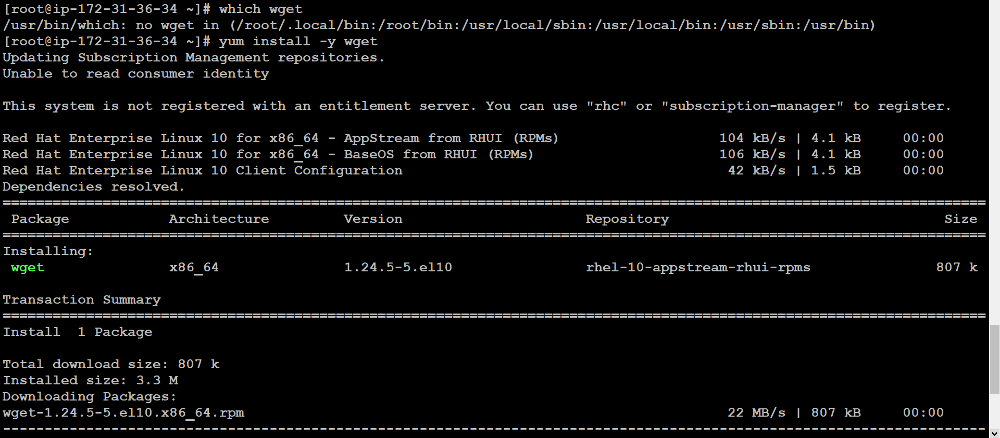 [root@ip-172-31-36-34 ~]# which wget
/usr/bin/which: no wget in (/root/.local/bin:/root/bin:/usr/local/sbin:/usr/local/bin:/usr/sbin:/usr/bin)
[root@ip-172-31-36-34 ~]# yum install -y wget
Updating Subscription Management repositories.
Unable to read consumer identity

This system is not registered with an entitlement server. You can use "rhc" or "subscription-manager" to register.

Red Hat Enterprise Linux 10 for x86_64 - AppStream from RHUI (RPMs) 104 kB/s | 4.1 kB 00:00
Red Hat Enterprise Linux 10 for x86_64 - BaseOS from RHUI (RPMs) 106 kB/s | 4.1 kB 00:00
Red Hat Enterprise Linux 10 Client Configuration 42 kB/s | 1.5 kB 00:00
Dependencies resolved.
======================================================================================================================
Package Architecture Version Repository Size
======================================================================================================================
Installing:
wget x86_64 1.24.5-5.el10 rhel-10-appstream-rhui-rpms 807 k

Transaction Summary
======================================================================================================================
Install 1 Package

Total download size: 807 k
Installed size: 3.3 M
Downloading Packages:
wget-1.24.5-5.el10.x86_64.rpm 22 MB/s | 807 kB 00:00
----------------------------------------------------------------------------------------------------------------------